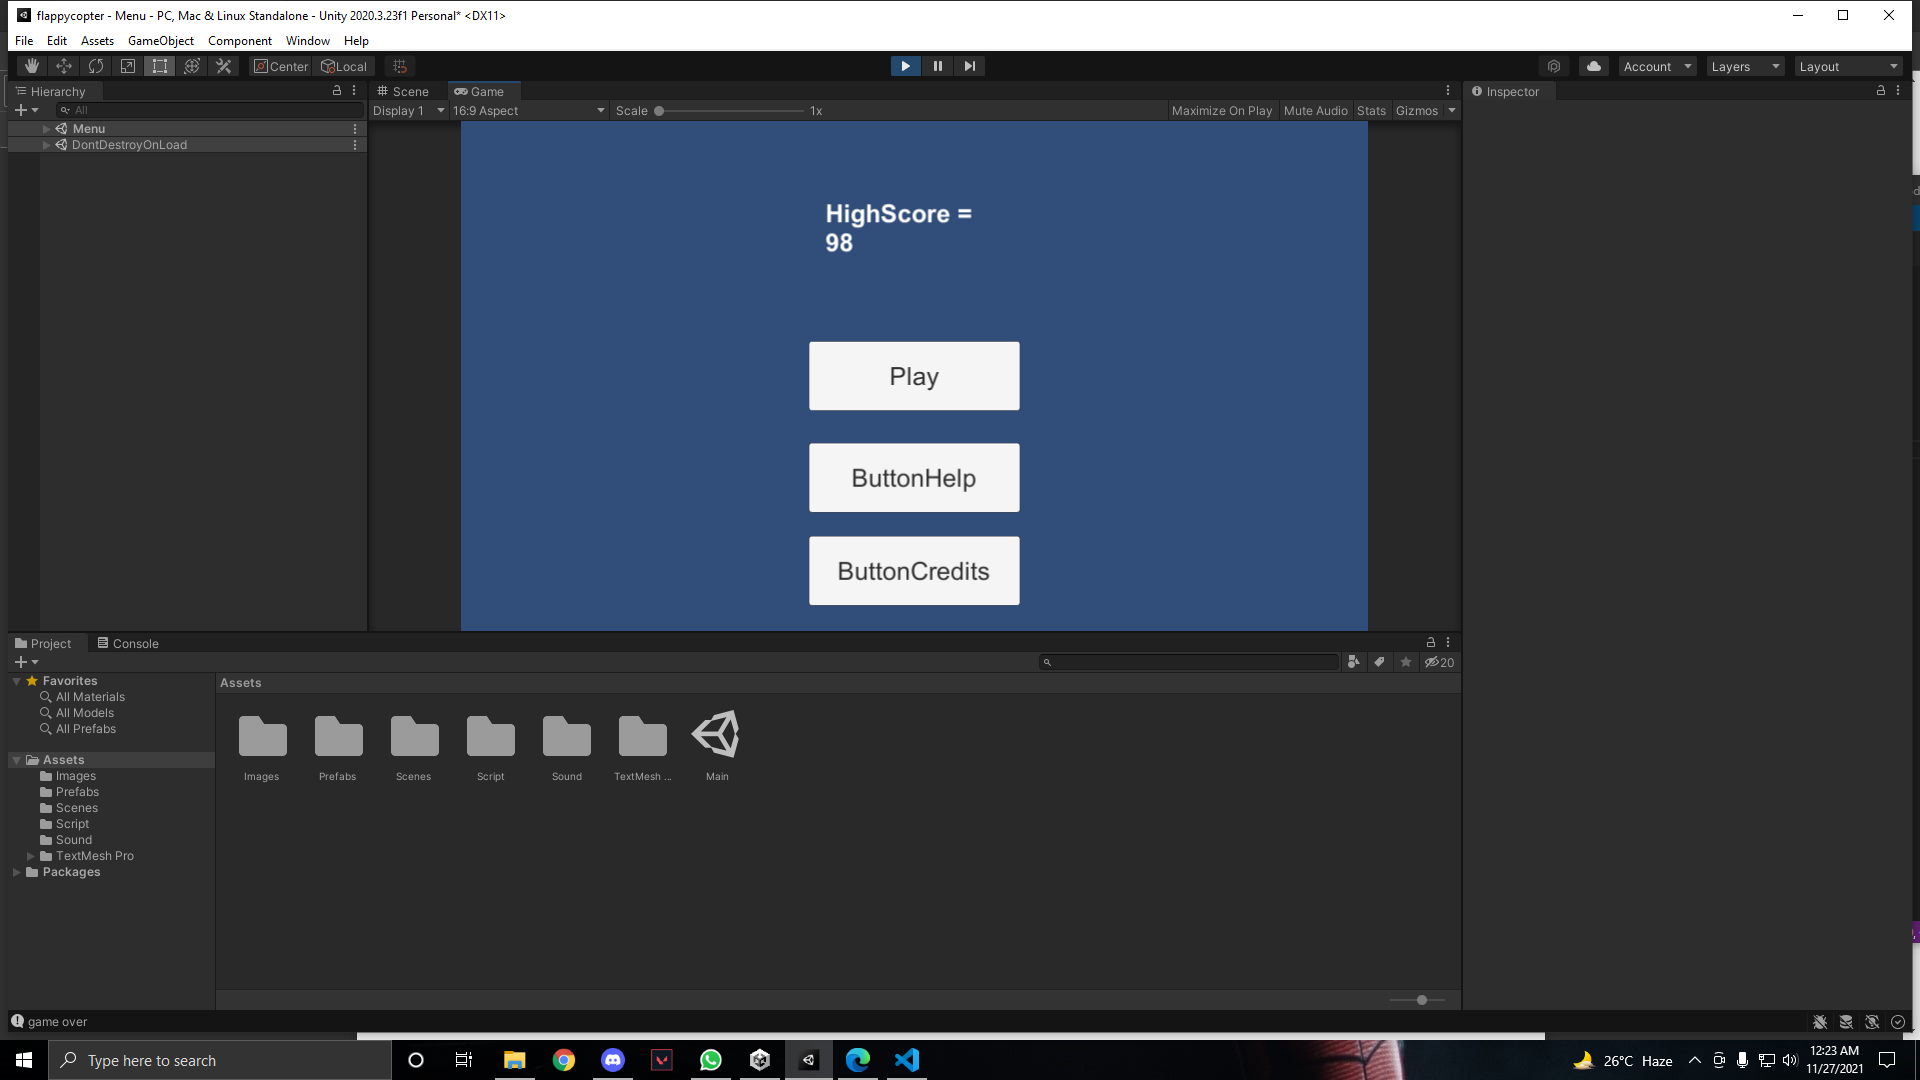 flappycopter - Menu - PC, Mac & Linux Standalone - Unity 2020.3.23f1 Personal* <DX11>
File Edit Assets GameObject Component Window Help
Center Local Account Layers Layout
Hierarchy Scene Game Inspector
All Display 1 16:9 Aspect Scale 1x Maximize On Play Mute Audio Stats Gizmos
Menu
DontDestroyOnLoad
HighScore =
98
Play
ButtonHelp
ButtonCredits
Project Console
20
Favorites
All Materials
All Models
All Prefabs
Assets
Images
Prefabs
Scenes
Script
Sound
TextMesh Pro
Packages
Assets
Images Prefabs Scenes Script Sound TextMesh ... Main
game over
Type here to search
26°C Haze
12:23 AM
11/27/2021